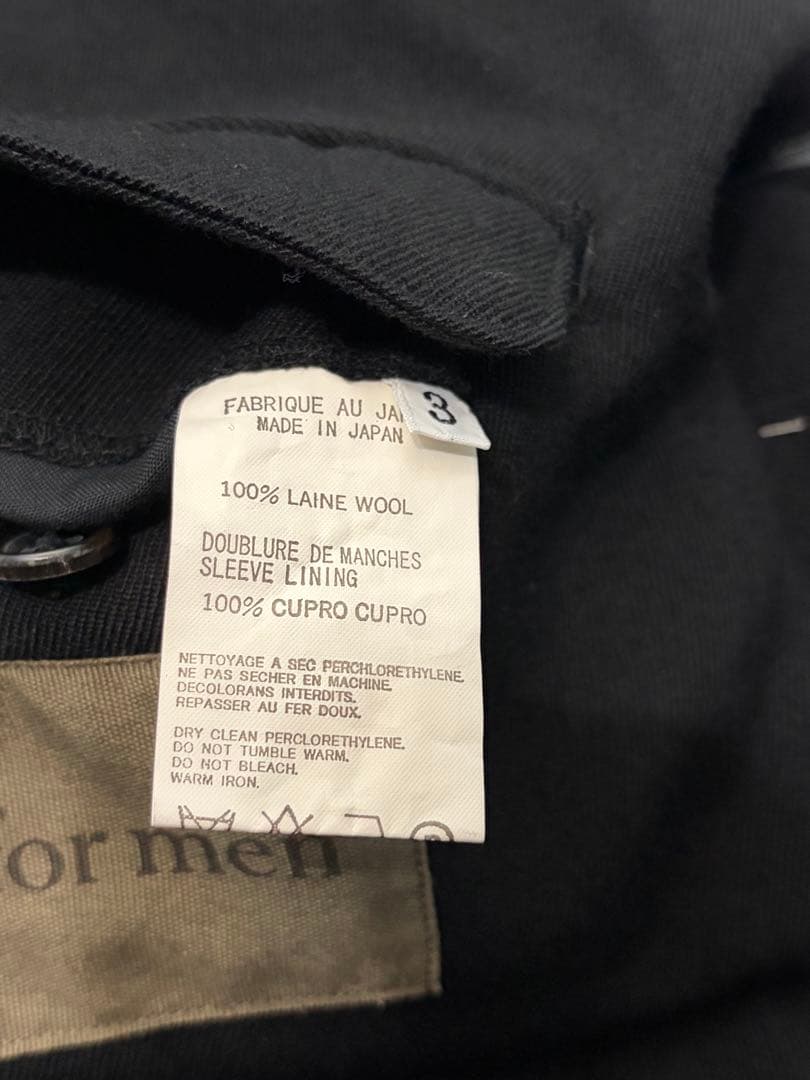 FABRIQUE AU JA
3
MADE IN JAPAN
100% LAINE WOOL
DOUBLURE DE MANCHES
SLEEVE LINING
100% CUPRO CUPRO
NETTOYAGE A SEC PERCHLORETHYLENE.
NE PAS SECHER EN MACHINE.
DECOLORANS INTERDITS.
REPASSER AU FER DOUX.
DRY CLEAN PERCLORETHYLENE.
DO NOT TUMBLE WARM.
DO NOT BLEACH.
WARM IRON.
for men